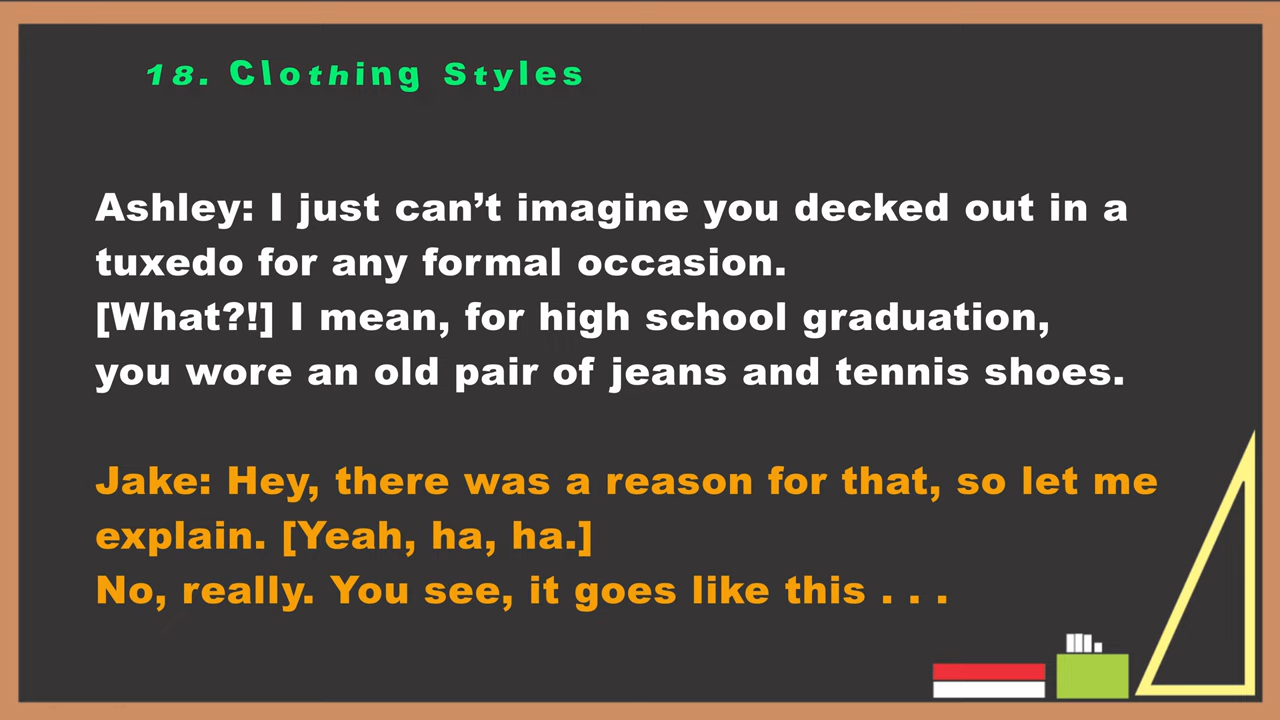 18. Clothing Styles
Ashley: I just can’t imagine you decked out in a
tuxedo for any formal occasion.
[What?!] I mean, for high school graduation,
you wore an old pair of jeans and tennis shoes.
Jake: Hey, there was a reason for that, so let me
explain. [Yeah, ha, ha.]
No, really. You see, it goes like this . . .